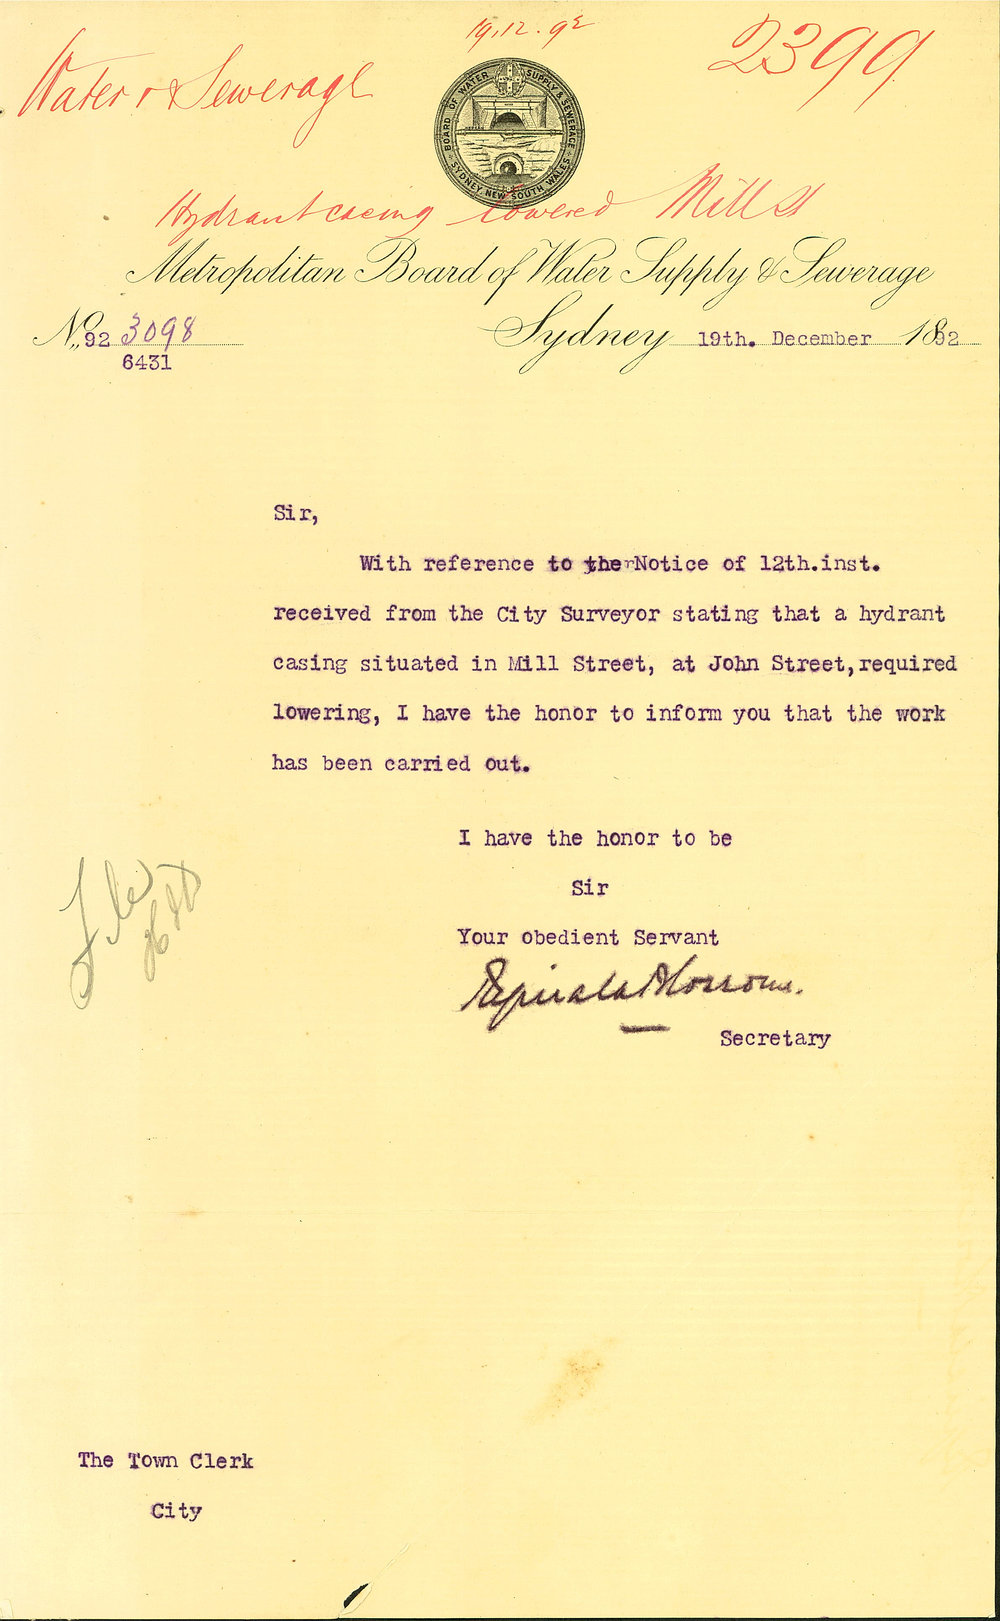 19.12.92
2399
Water & Sewerage
BOARD OF WATER SUPPLY & SEWERAGE
SYDNEY NEW SOUTH WALES
Hydrant casing lowered Mill St
Metropolitan Board of Water Supply & Sewerage
No. 92 3098
6431
Sydney 19th. December 1892
Sir,
With reference to the Notice of 12th.inst.
received from the City Surveyor stating that a hydrant
casing situated in Mill Street, at John Street,required
lowering, I have the honor to inform you that the work
has been carried out.
I have the honor to be
Sir
File
Your obedient Servant
Secretary
The Town Clerk
City